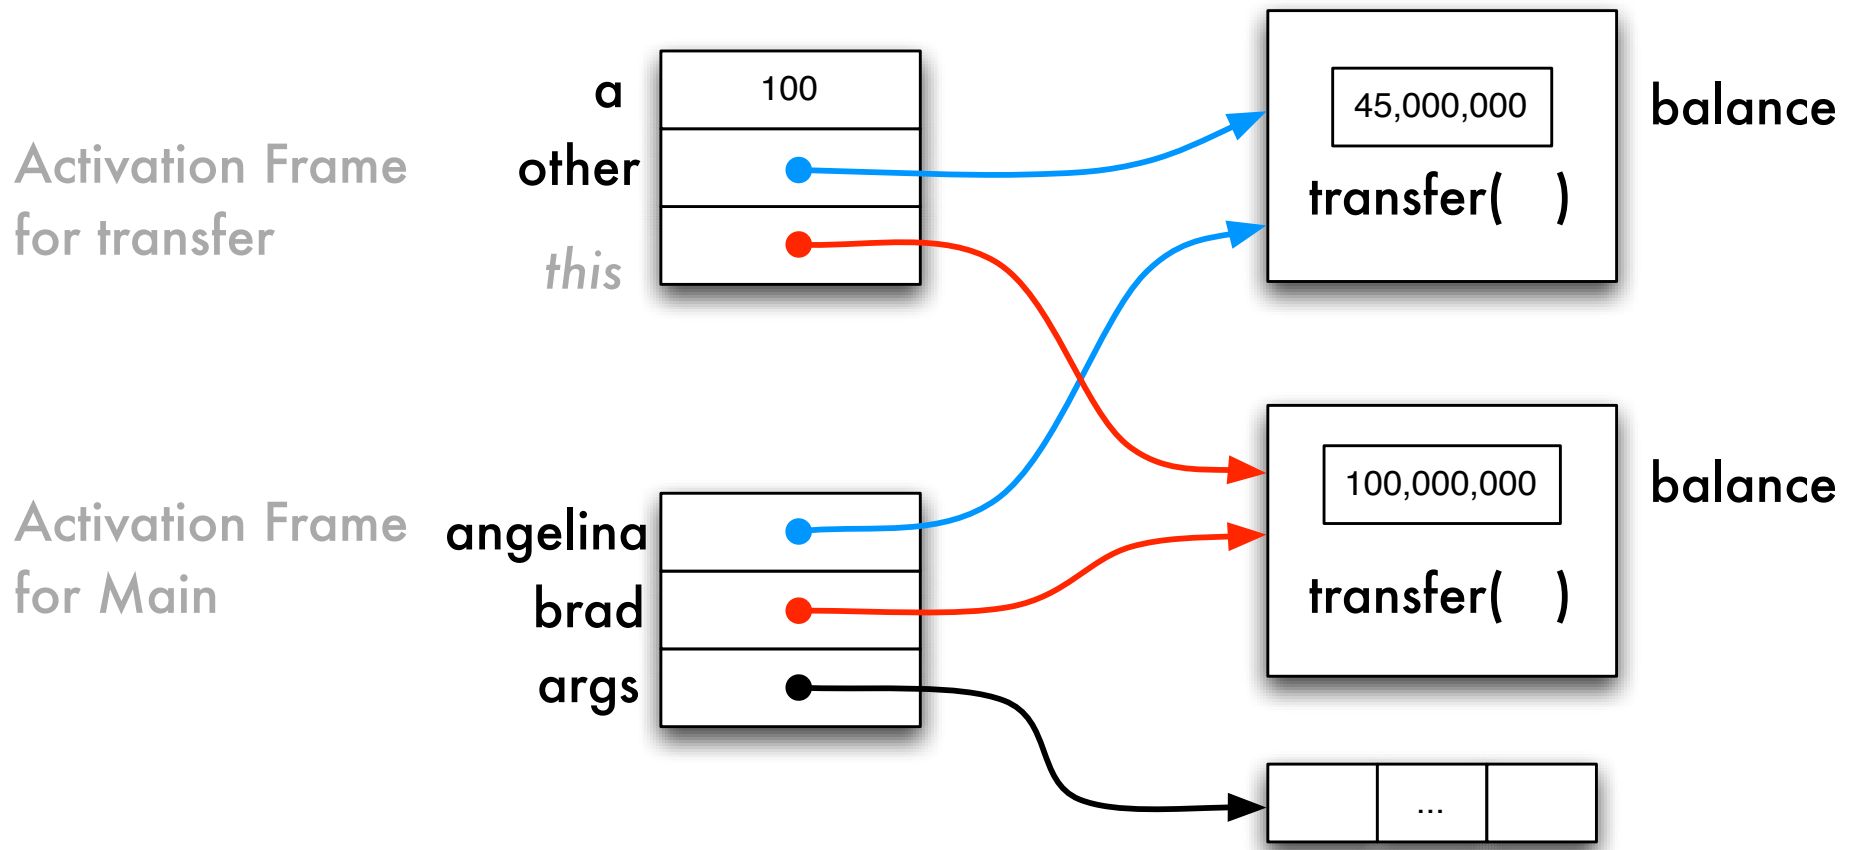 a
100
45,000,000
balance
Activation Frame
for transfer
other
transfer( )
this
100,000,000
balance
Activation Frame
for Main
angelina
brad
transfer( )
args
...